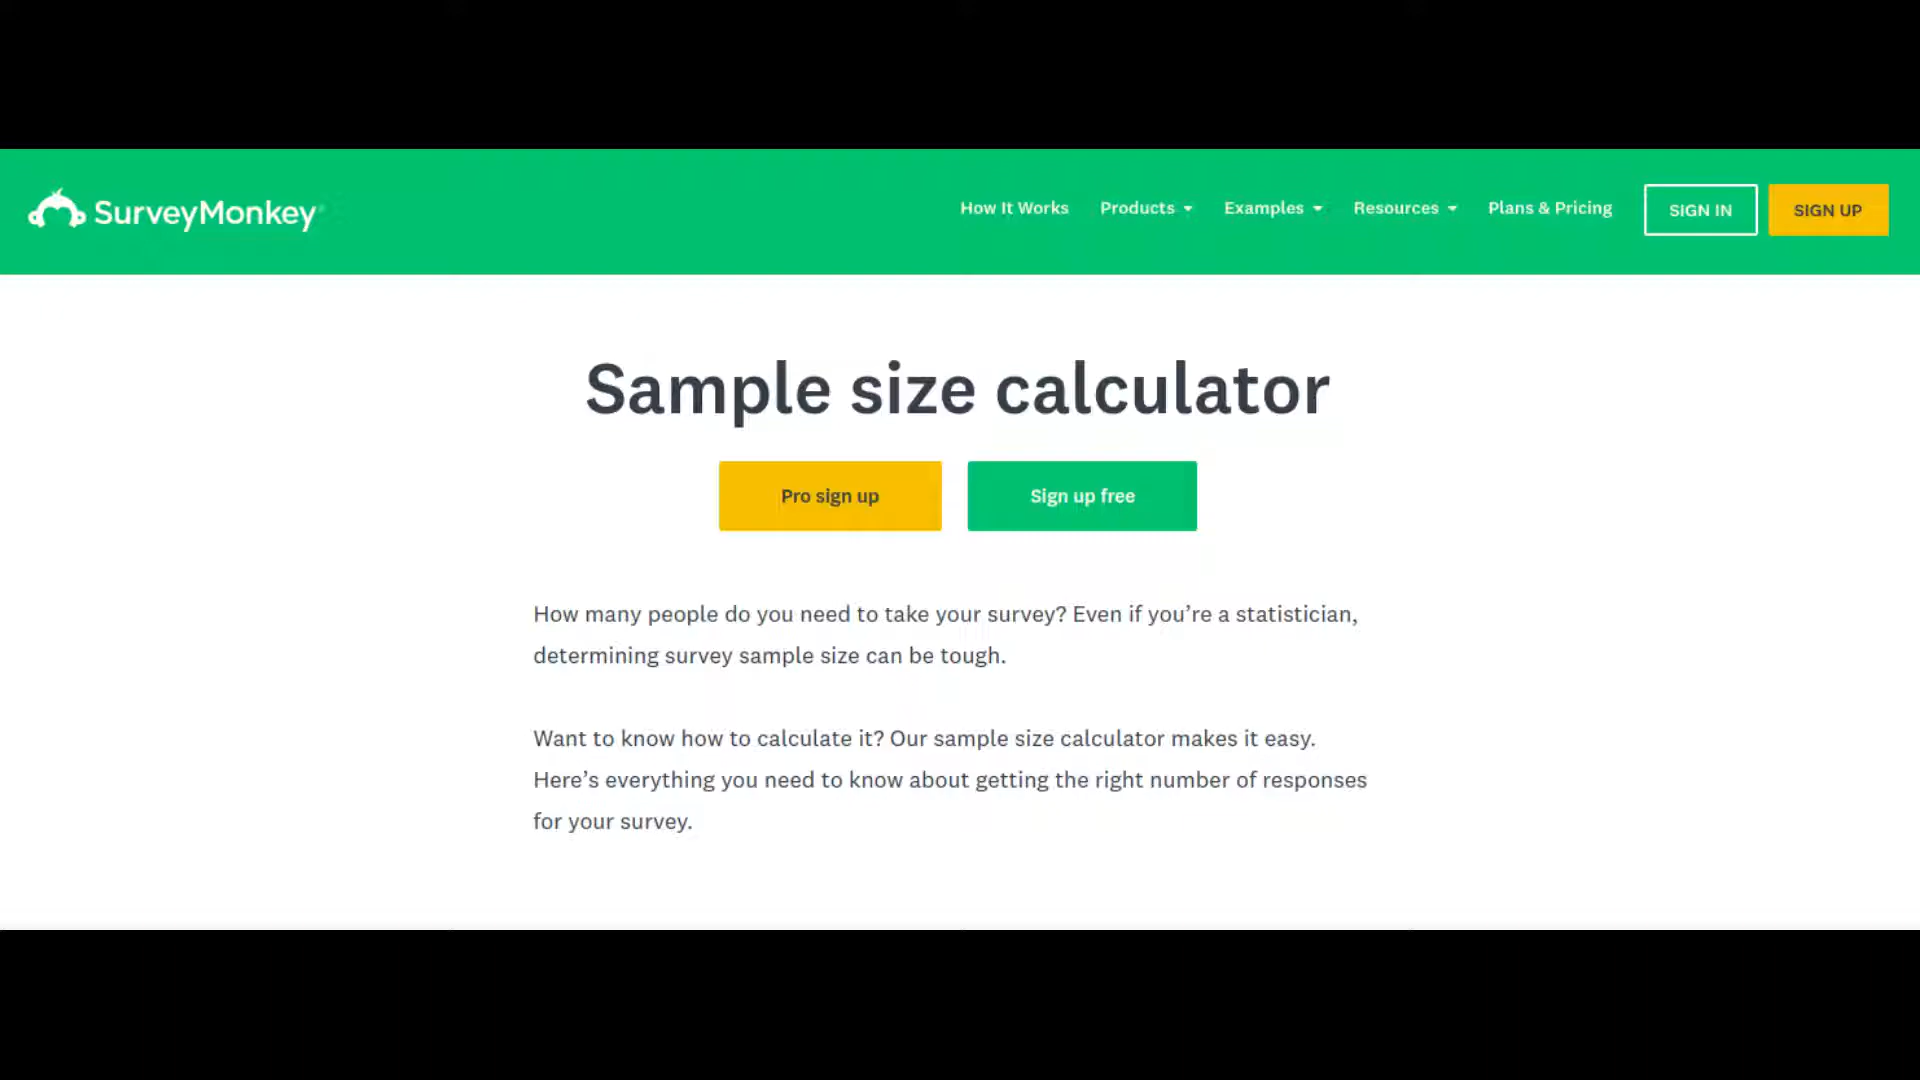 SurveyMonkey
How It Works
Products
Examples
Resources
Plans & Pricing
SIGN IN
SIGN UP
Sample size calculator
Pro sign up
Sign up free
How many people do you need to take your survey? Even if you’re a statistician,
determining survey sample size can be tough.
Want to know how to calculate it? Our sample size calculator makes it easy.
Here’s everything you need to know about getting the right number of responses
for your survey.